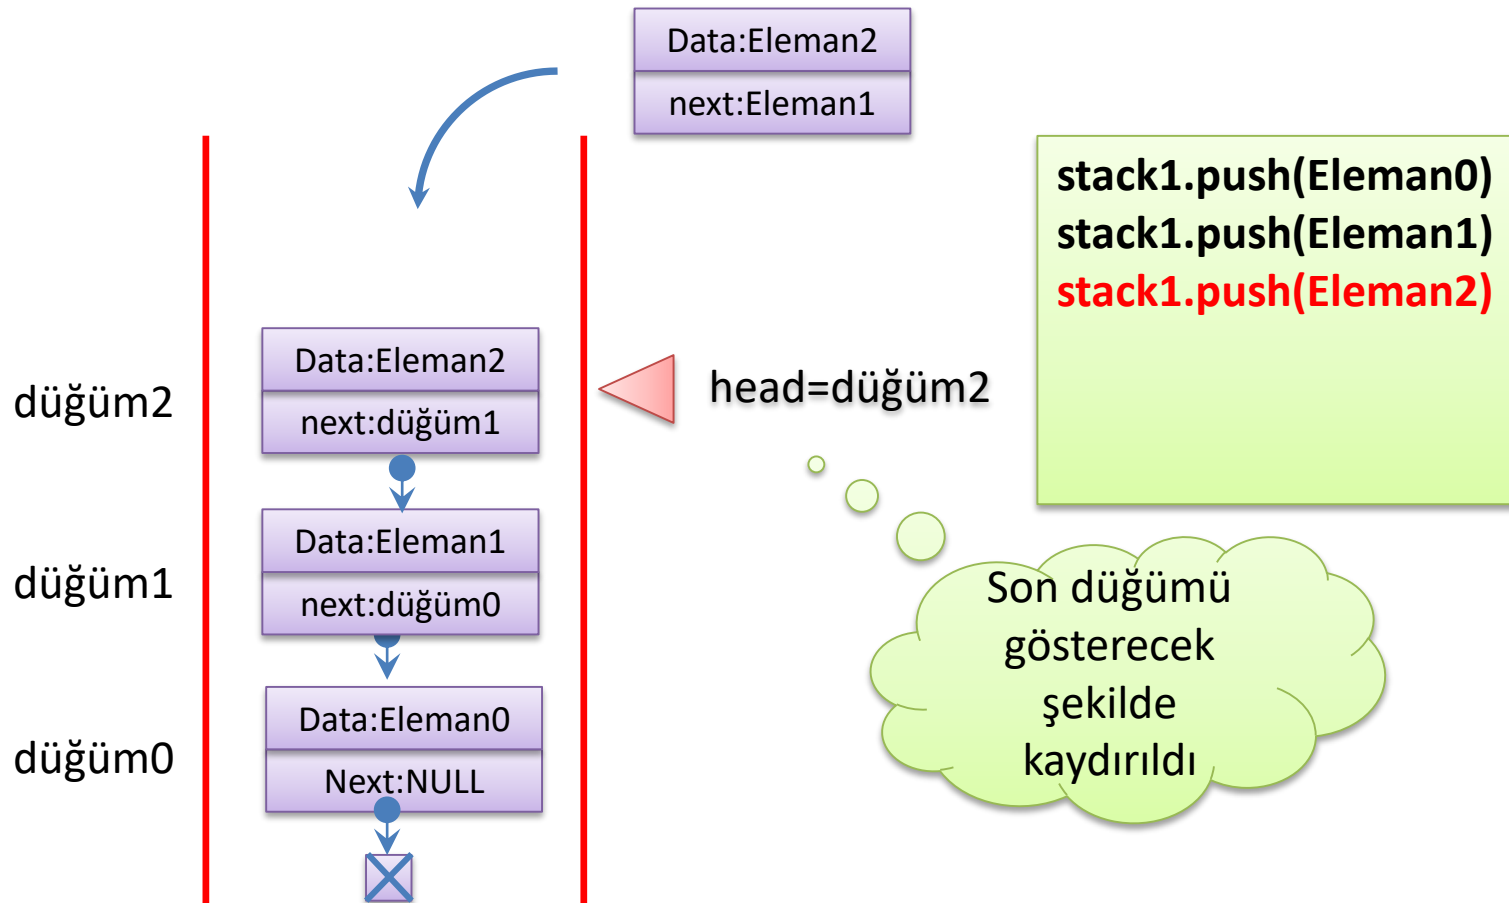 Data:Eleman2
next:Eleman1
stack1.push(Eleman0)
stack1.push(Eleman1)
stack1.push(Eleman2)
düğüm2
Data:Eleman2
next:düğüm1
head=düğüm2
düğüm1
Data:Eleman1
next:düğüm0
Son düğümü
gösterecek
şekilde
kaydırıldı
düğüm0
Data:Eleman0
Next:NULL